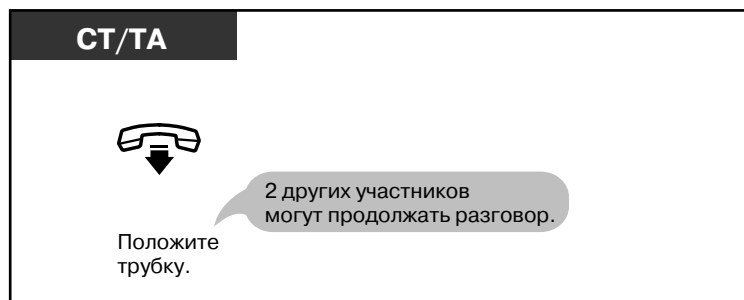 СТ/ТА
2 других участников
могут продолжать разговор.
Положите
трубку.